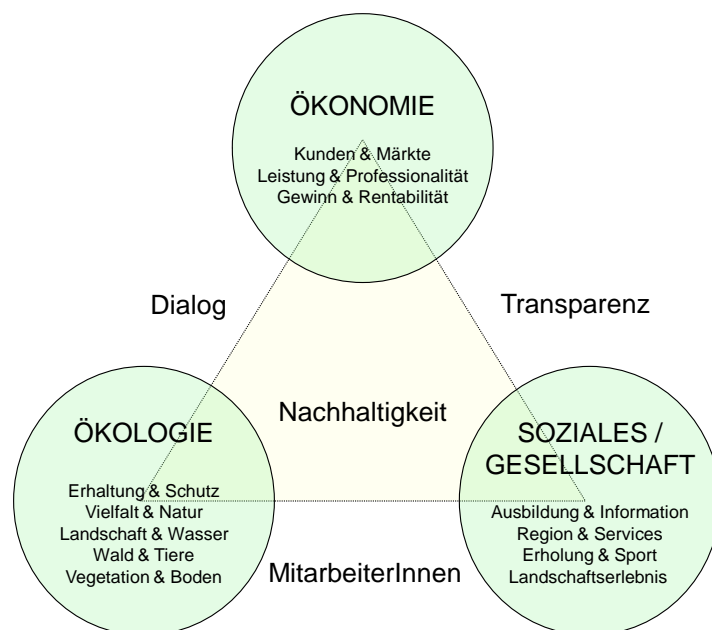 ÖKONOMIE
Kunden & Märkte
Leistung & Professionalität
Gewinn & Rentabilität
Dialog
Transparenz
Nachhaltigkeit
ÖKOLOGIE
Erhaltung & Schutz
Vielfalt & Natur
Landschaft & Wasser
Wald & Tiere
Vegetation & Boden
SOZIALES /
GESELLSCHAFT
Ausbildung & Information
Region & Services
Erholung & Sport
Landschaftserlebnis
MitarbeiterInnen